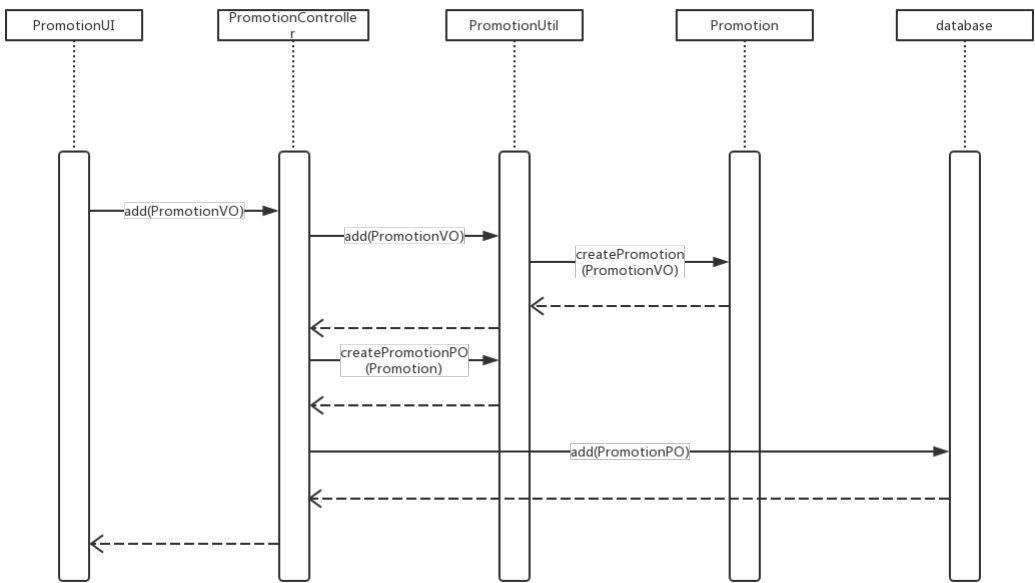 PromotionUI
PromotionControlle
r
PromotionUtil
Promotion
database
add(PromotionVO)
add(PromotionVO)
createPromotion
(PromotionVO)
createPromotionPO
(Promotion)
add(PromotionPO)